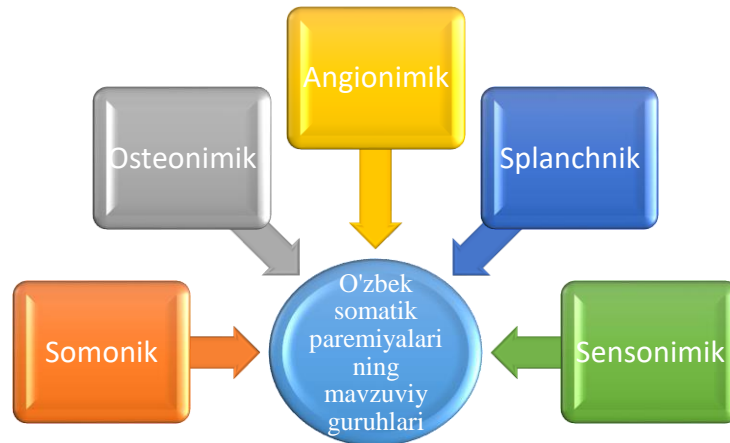 Angionimik
Osteonimik
Splanchnik
Somonik
O'zbek
somatik
paremiyalari
ning
mavzuviy
guruhlari
Sensonimik